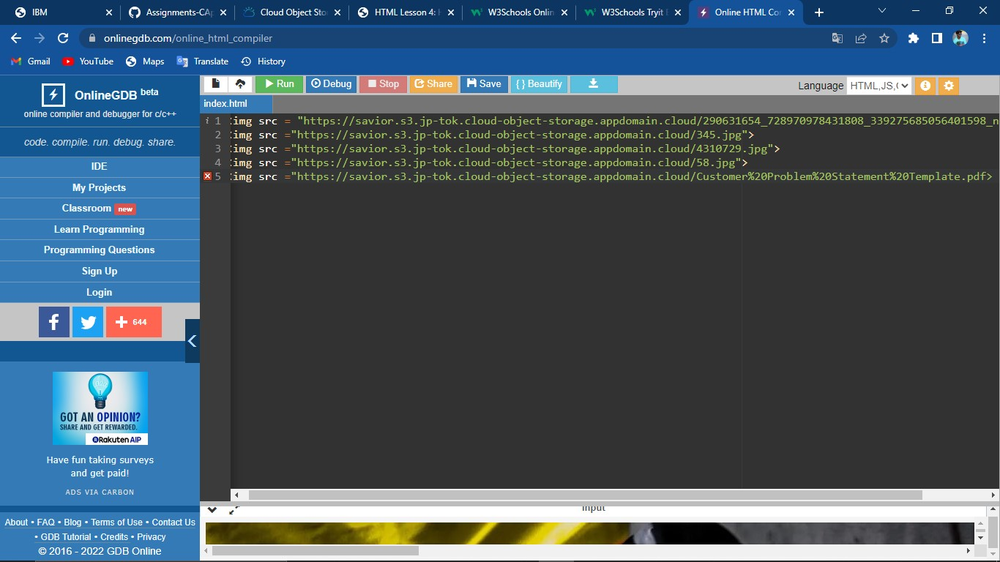 IBM
Assignments-CAp
Cloud Object Sto
HTML Lesson 4: H
W3Schools Onlin
W3Schools Tryit E
Online HTML Cor
onlinegdb.com/online_html_compiler
Gmail
YouTube
Maps
Translate
History
OnlineGDB beta
online compiler and debugger for c/c++
code. compile. run. debug. share.
IDE
My Projects
Classroom new
Learn Programming
Programming Questions
Sign Up
Login
644
GOT AN OPINION?
SHARE AND GET REWARDED.
Rakuten AIP
Have fun taking surveys
and get paid!
ADS VIA CARBON
About • FAQ • Blog • Terms of Use • Contact Us
• GDB Tutorial • Credits • Privacy
© 2016 - 2022 GDB Online
Run
Debug
Stop
Share
Save
{ } Beautify
Language HTML,JS,C
index.html
i 1 <img src = "https://savior.s3.jp-tok.cloud-object-storage.appdomain.cloud/290631654_728970978431808_339275685056401598_n
2 <img src ="https://savior.s3.jp-tok.cloud-object-storage.appdomain.cloud/345.jpg">
3 <img src ="https://savior.s3.jp-tok.cloud-object-storage.appdomain.cloud/4310729.jpg">
4 <img src ="https://savior.s3.jp-tok.cloud-object-storage.appdomain.cloud/58.jpg">
5 <img src ="https://savior.s3.jp-tok.cloud-object-storage.appdomain.cloud/Customer%20Problem%20Statement%20Template.pdf>
input